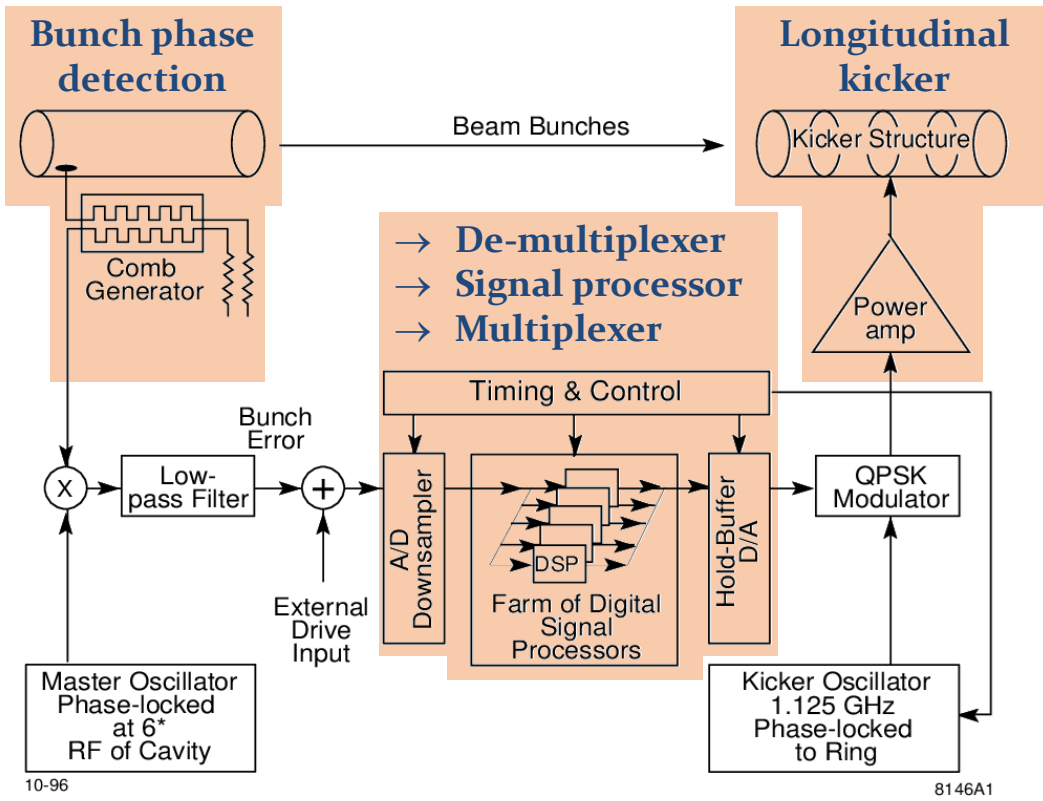 Bunch phase
detection
Longitudinal
kicker
Beam Bunches
Kicker Structure
Comb
Generator
→ De-multiplexer
→ Signal processor
→ Multiplexer
Power
amp
Timing & Control
Bunch
Error
X
Low-
pass Filter
+
A/D
Downsampler
DSP
Farm of Digital
Signal
Processors
Hold-Buffer
D/A
QPSK
Modulator
External
Drive
Input
Master Oscillator
Phase-locked
at 6*
RF of Cavity
Kicker Oscillator
1.125 GHz
Phase-locked
to Ring
10-96
8146A1